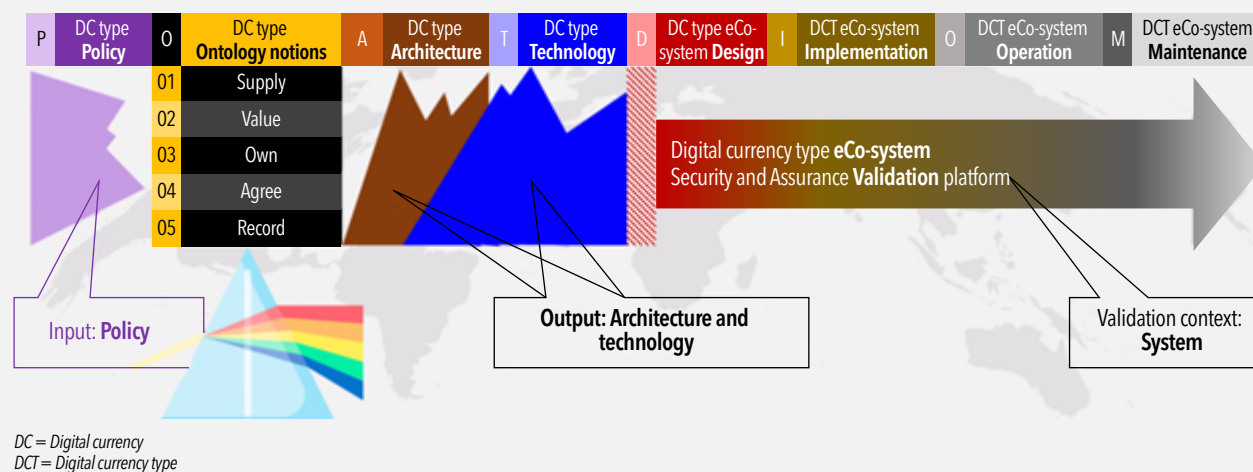 P
DC type
Policy
O
DC type
Ontology notions
A
DC type
Architecture
T
DC type
Technology
D
DC type eCo-
system Design
I
DCT eCo-system
Implementation
O
DCT eCo-system
Operation
M
DCT eCo-system
Maintenance
01 Supply
02 Value
03 Own
04 Agree
05 Record
Digital currency type eCo-system
Security and Assurance Validation platform
Input: Policy
Output: Architecture and
technology
Validation context:
System
DC = Digital currency
DCT = Digital currency type